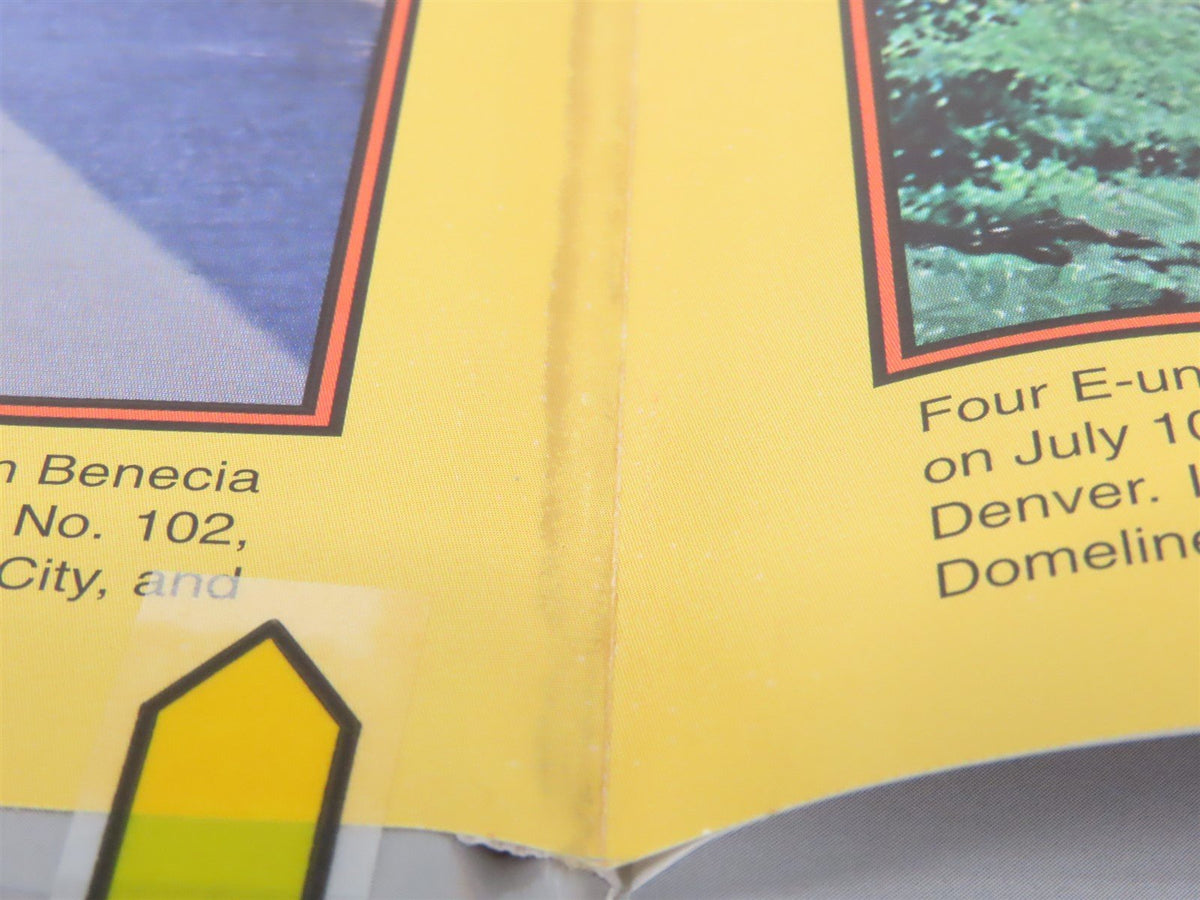 Benecia
No. 102,
City, and
Four E-un
on July 10
Denver.
Domeline